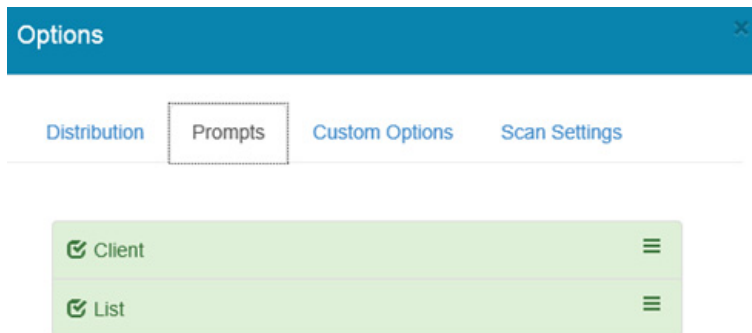 Options
Distribution Prompts Custom Options Scan Settings
Client
List